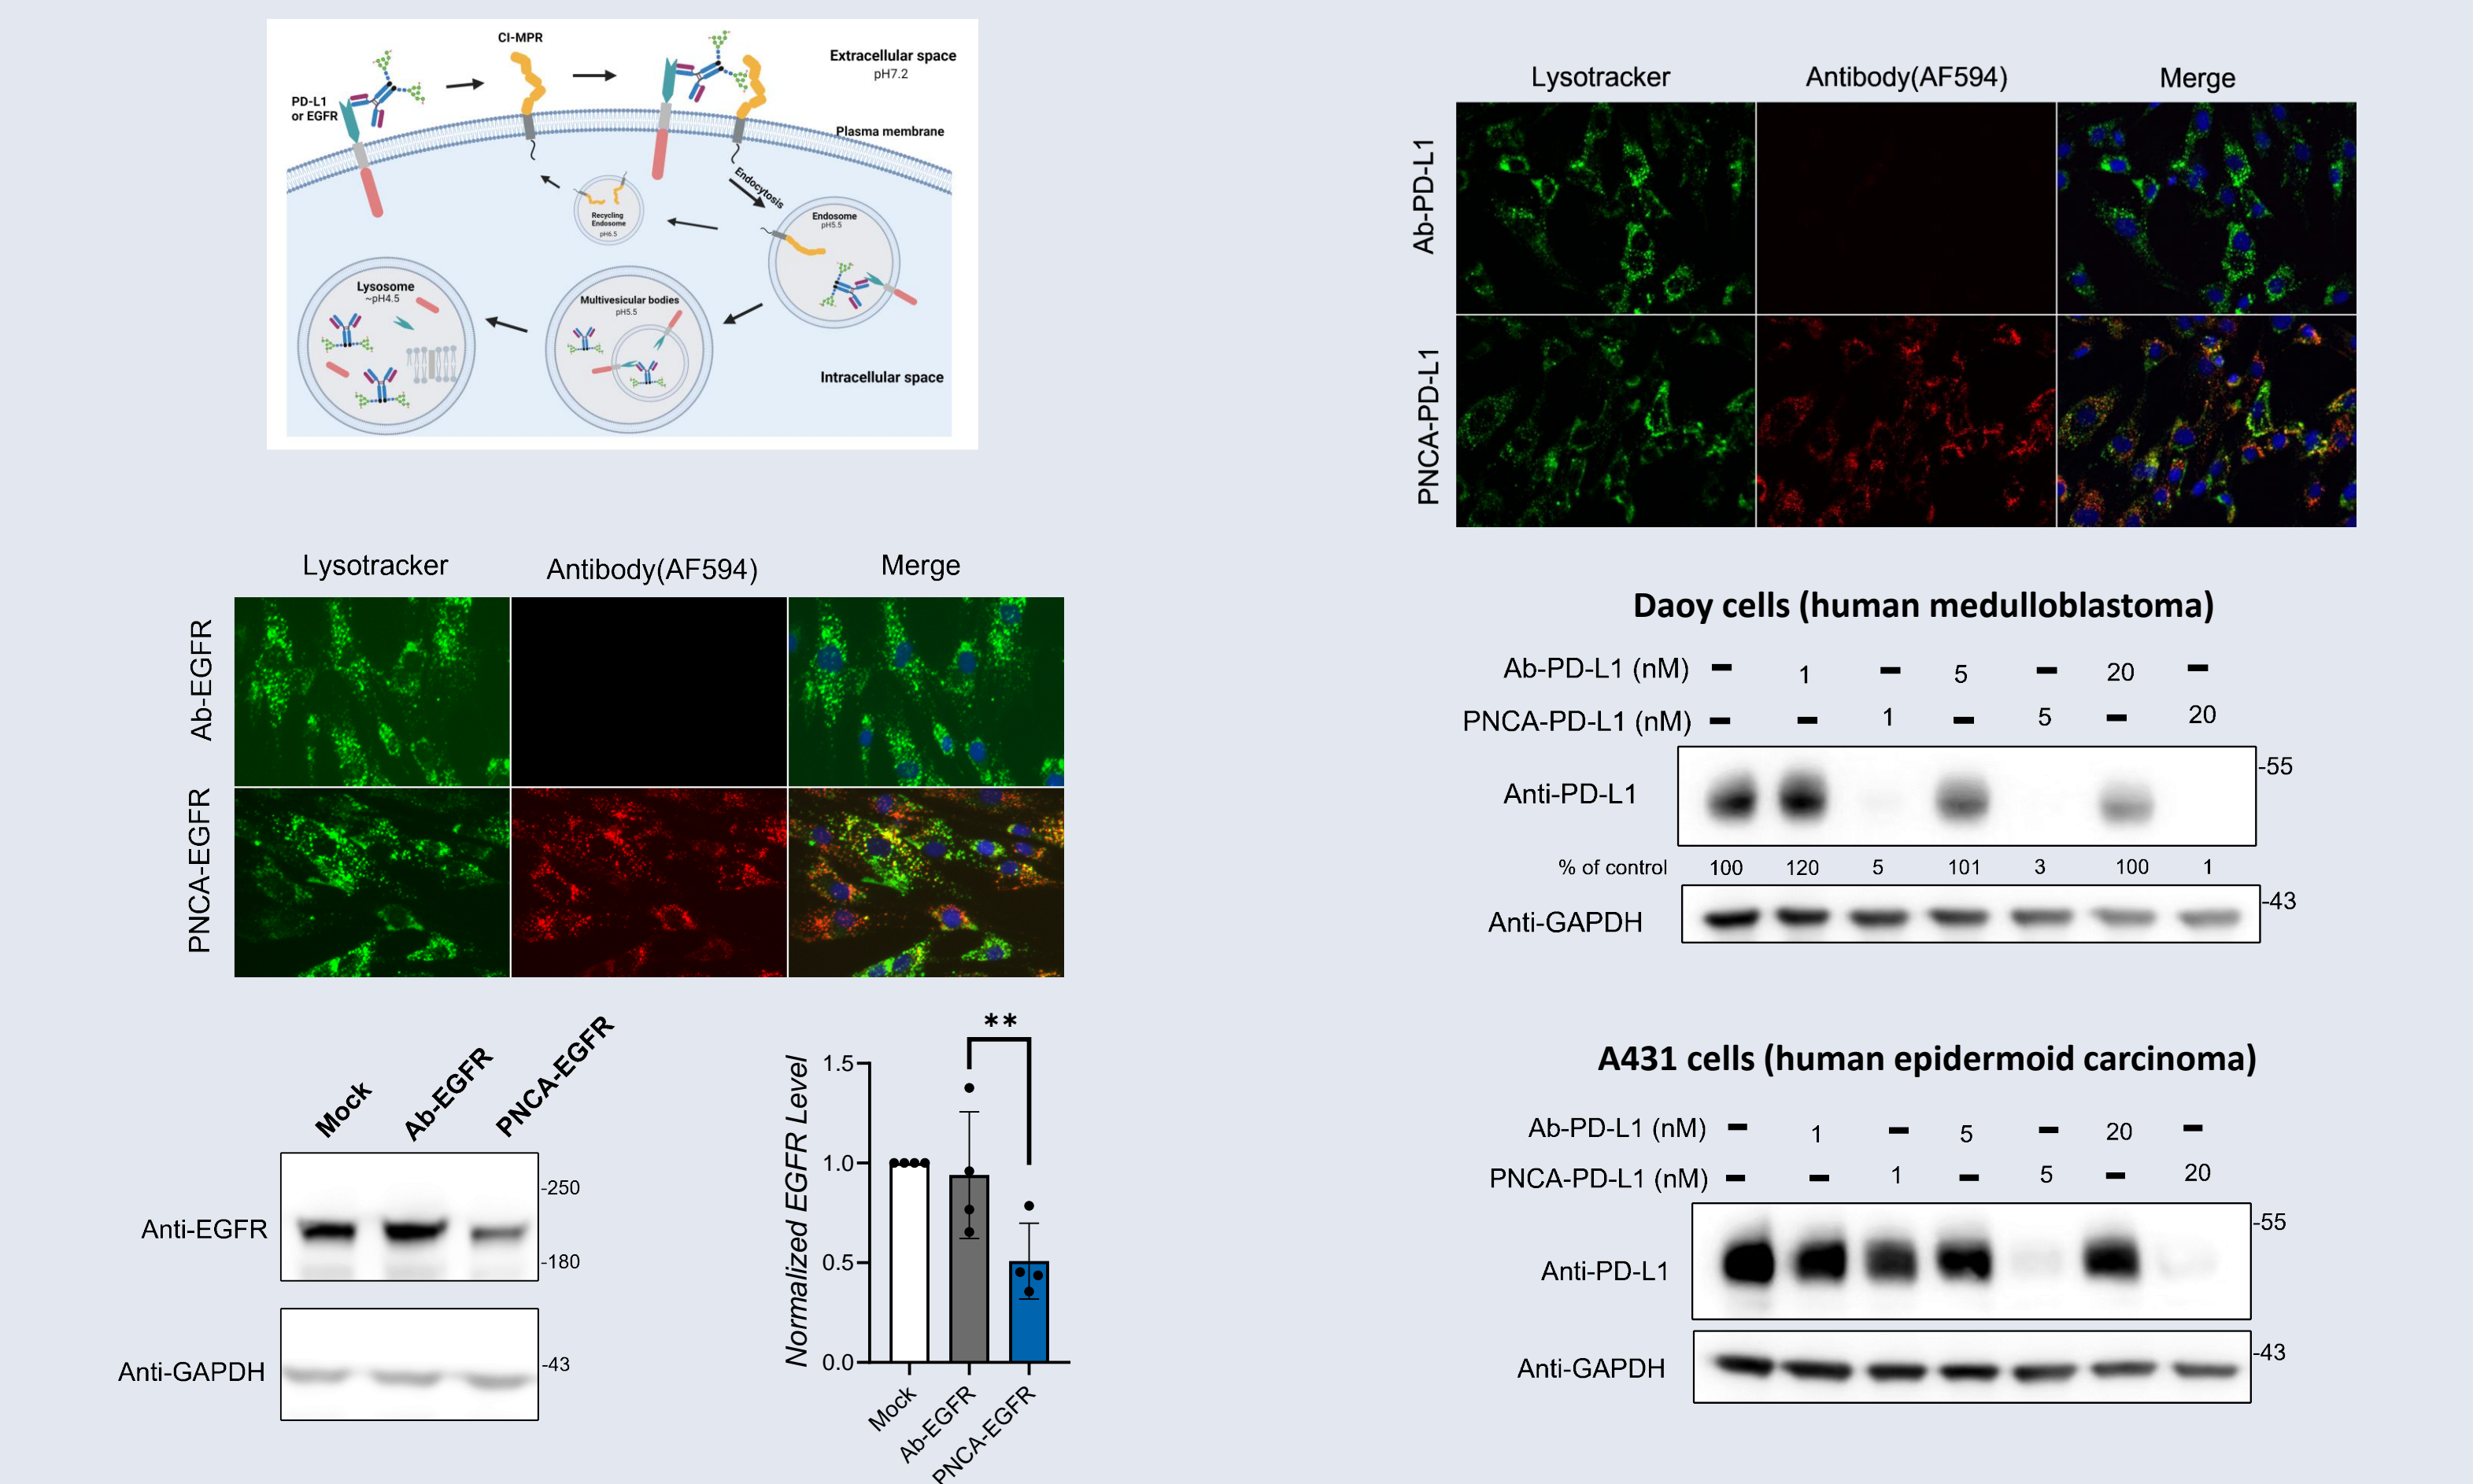 CI-MPR
Extracellular space
pH7.2
PD-L1
or EGFR
Plasma membrane
Endocytosis
Recycling
Endosome
pH6.5
Endosome
pH5.5
Lysosome
~pH4.5
Multivesicular bodies
pH5.5
Intracellular space
Lysotracker Antibody(AF594) Merge
Ab-EGFR
PNCA-EGFR
Mock Ab-EGFR PNCA-EGFR
Anti-EGFR
-250
-180
Anti-GAPDH
-43
**
Normalized EGFR Level
1.5
1.0
0.5
0.0
Mock
Ab-EGFR
PNCA-EGFR
Lysotracker Antibody(AF594) Merge
Ab-PD-L1
PNCA-PD-L1
Daoy cells (human medulloblastoma)
Ab-PD-L1 (nM) – 1 – 5 – 20 –
PNCA-PD-L1 (nM) – – 1 – 5 – 20
Anti-PD-L1
-55
% of control 100 120 5 101 3 100 1
Anti-GAPDH
-43
A431 cells (human epidermoid carcinoma)
Ab-PD-L1 (nM) – 1 – 5 – 20 –
PNCA-PD-L1 (nM) – – 1 – 5 – 20
Anti-PD-L1
-55
Anti-GAPDH
-43